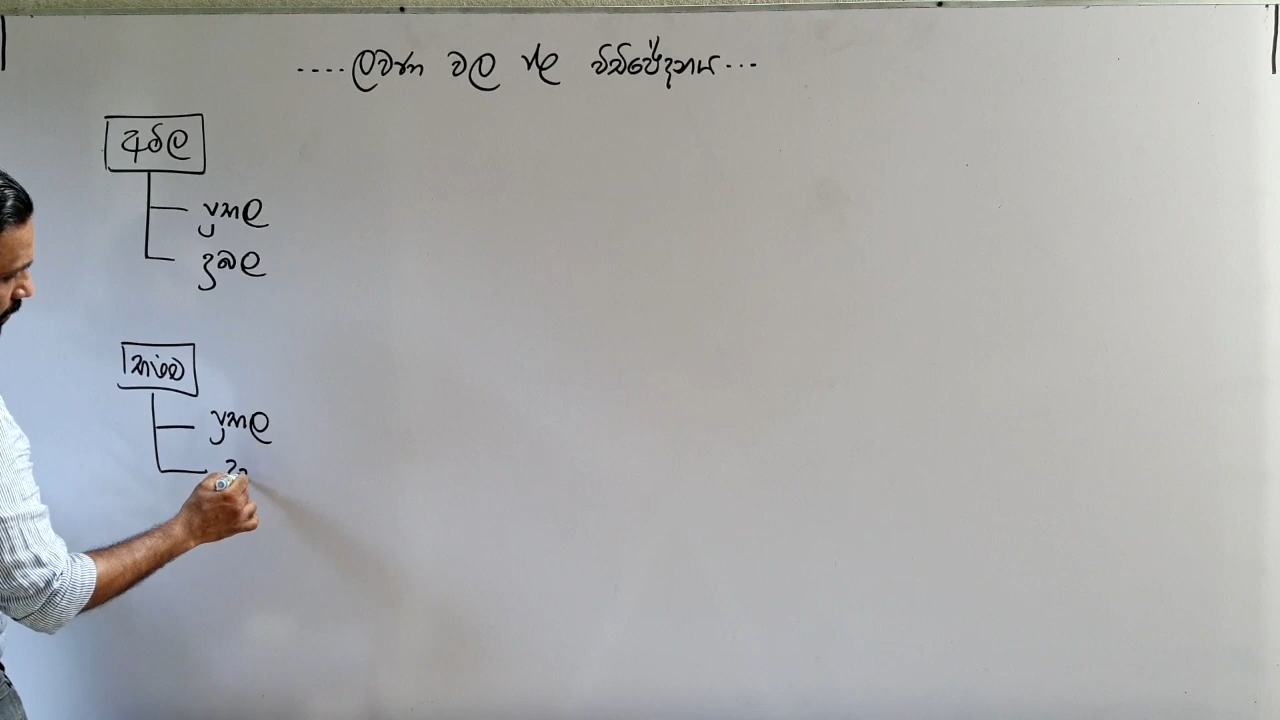 ....ලවණ වල ජල විච්ඡේදනය...
අම්ල
ප්‍රබල
දුබල
භෂ්ම
ප්‍රබල